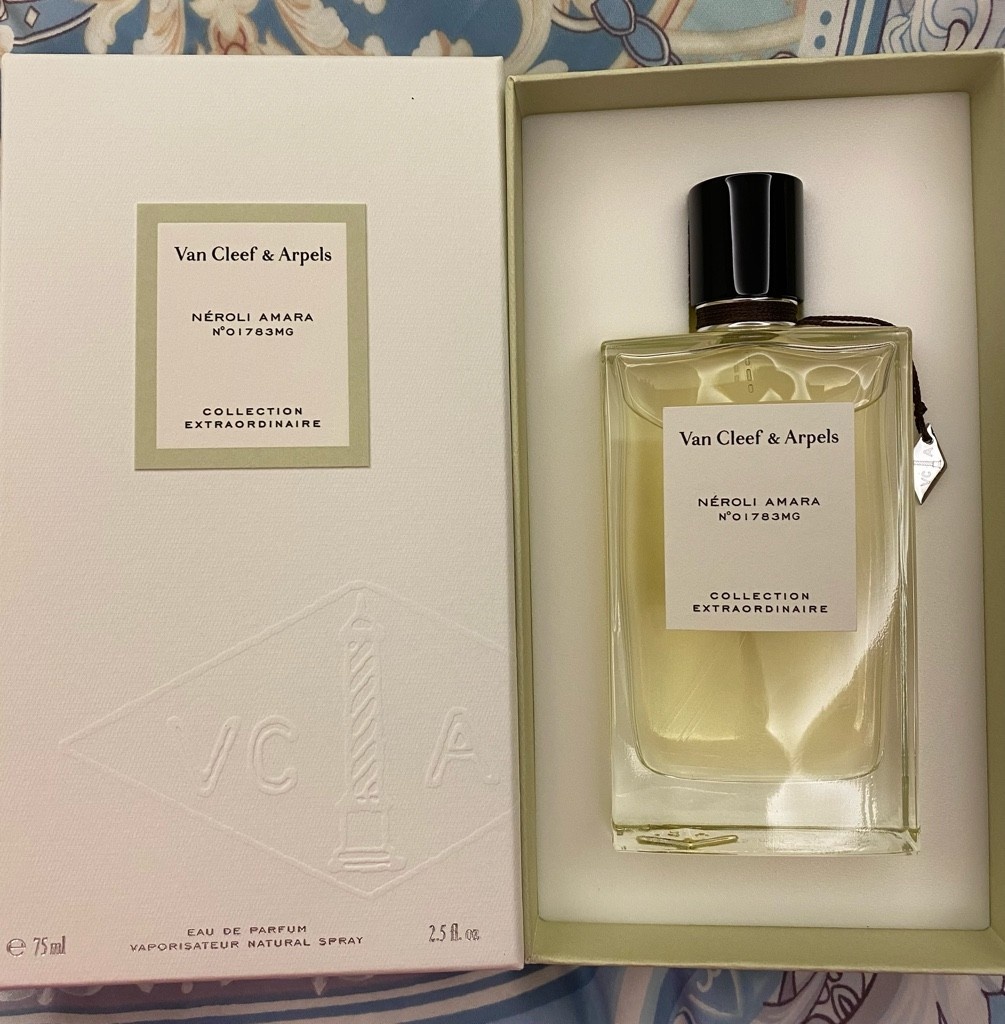 Van Cleef & Arpels
NÉROLI AMARA
N°01783MG
COLLECTION
EXTRAORDINAIRE
VC A
℮ 75 ml
EAU DE PARFUM
VAPORISATEUR NATURAL SPRAY
2.5 fl. oz
Van Cleef & Arpels
NÉROLI AMARA
N°01783MG
COLLECTION
EXTRAORDINAIRE
VC A